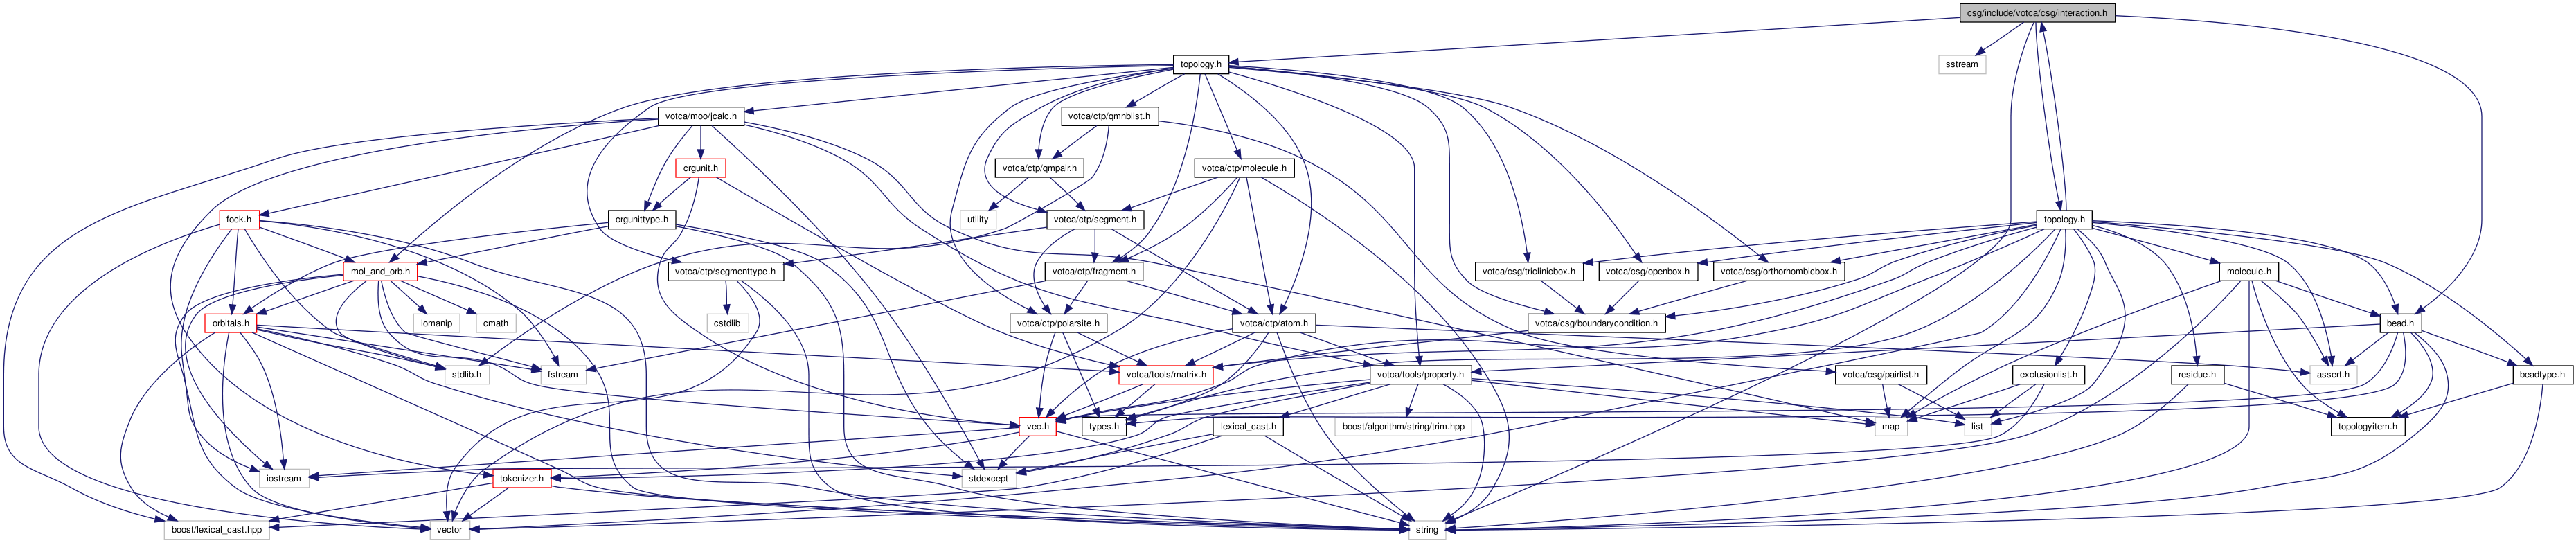 csg/include/votca/csg/interaction.h
topology.h
sstream
votca/moo/jcalc.h
votca/ctp/qmnblist.h
crgunit.h
votca/ctp/qmpair.h
votca/ctp/molecule.h
fock.h
crgunittype.h
utility
votca/ctp/segment.h
topology.h
mol_and_orb.h
votca/ctp/segmenttype.h
votca/ctp/fragment.h
votca/csg/triclinicbox.h
votca/csg/openbox.h
votca/csg/orthorhombicbox.h
molecule.h
orbitals.h
iomanip
cmath
cstdlib
votca/ctp/polarsite.h
votca/ctp/atom.h
votca/csg/boundarycondition.h
bead.h
stdlib.h
fstream
votca/tools/matrix.h
votca/tools/property.h
votca/csg/pairlist.h
exclusionlist.h
residue.h
assert.h
beadtype.h
vec.h
types.h
lexical_cast.h
boost/algorithm/string/trim.hpp
map
list
topologyitem.h
iostream
tokenizer.h
stdexcept
boost/lexical_cast.hpp
vector
string